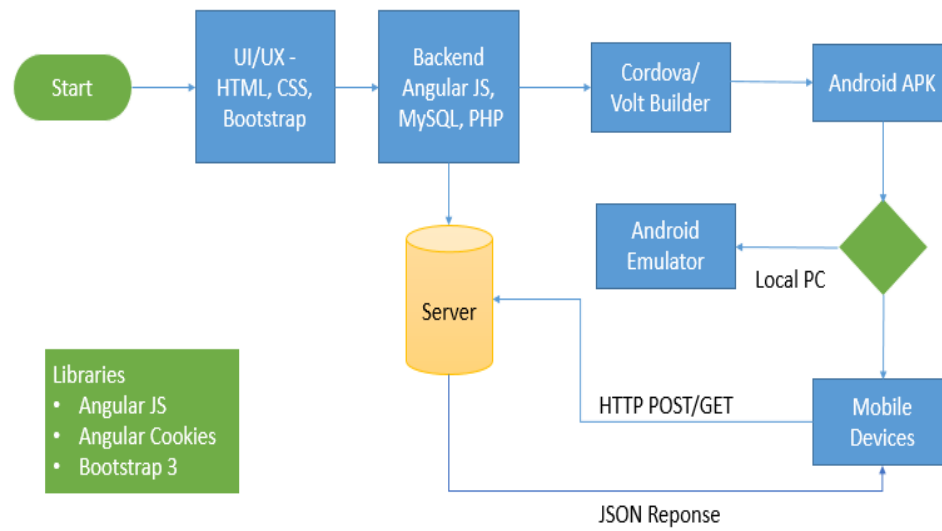 Start
UI/UX -
HTML, CSS,
Bootstrap
Backend
Angular JS,
MySQL, PHP
Cordova/
Volt Builder
Android APK
Android
Emulator
Local PC
Server
Libraries
• Angular JS
• Angular Cookies
• Bootstrap 3
HTTP POST/GET
Mobile
Devices
JSON Reponse